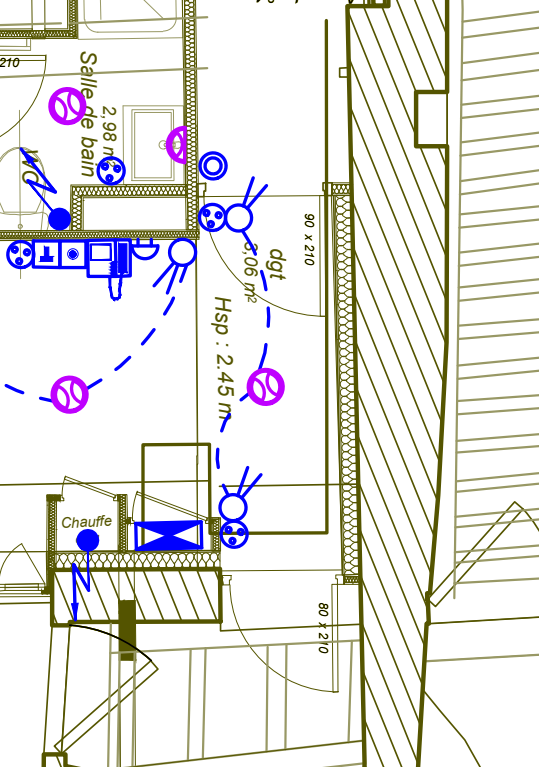 210
Salle de bain
2,98 m
WC
90 x 210
dgt
3,06 m²
Hsp : 2.45 m
Chauffe
80 x 210